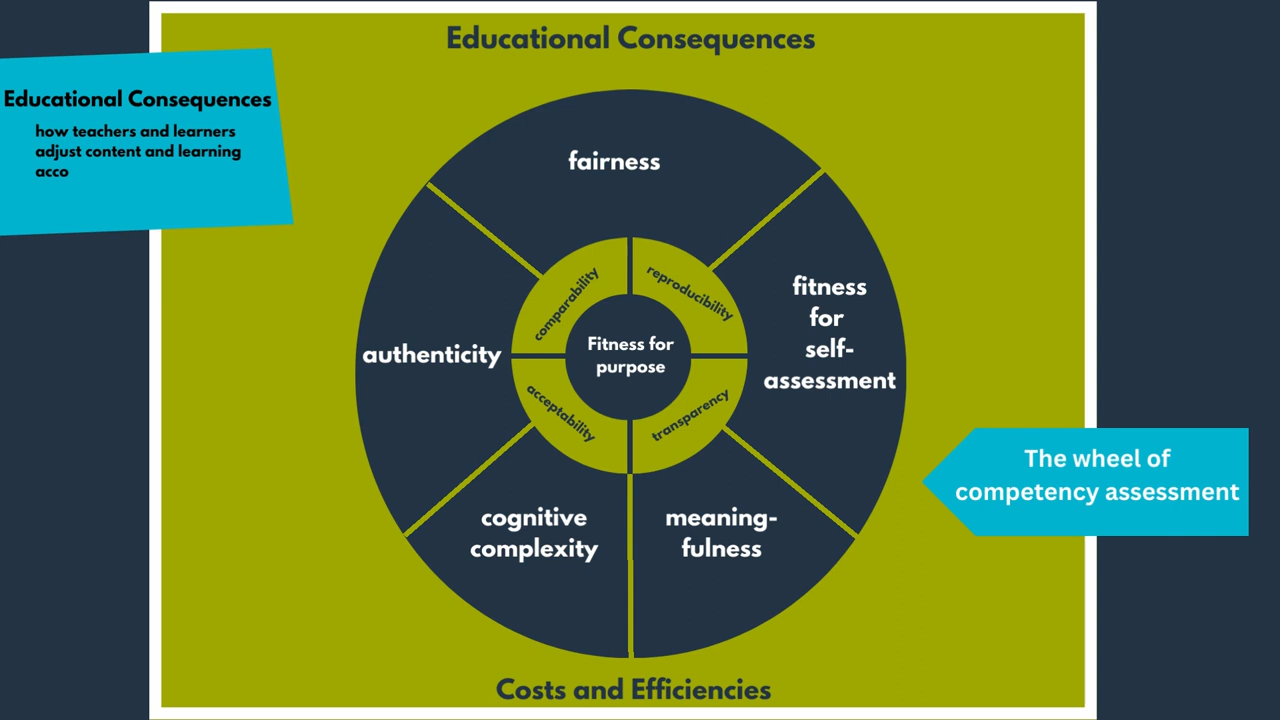 Educational Consequences
Educational Consequences
how teachers and learners
adjust content and learning
acco
fairness
comparability
reproducibility
fitness
for
self-
assessment
authenticity
Fitness for
purpose
acceptability
transparency
cognitive
complexity
meaning-
fulness
The wheel of
competency assessment
Costs and Efficiencies